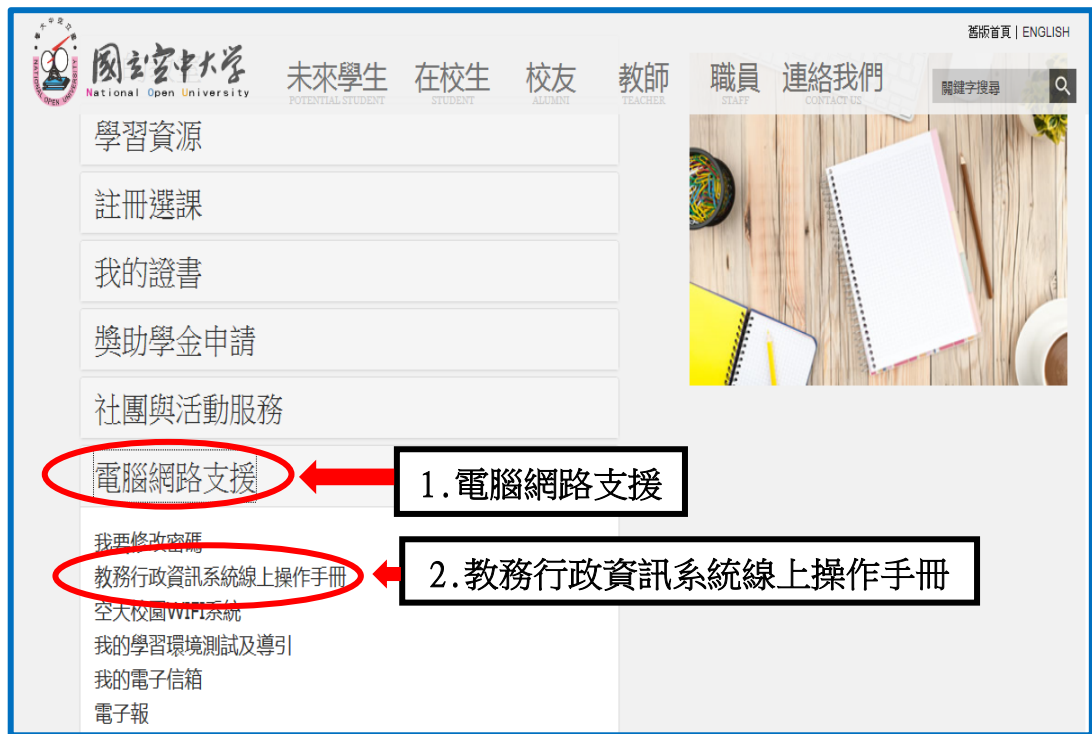 舊版首頁 | ENGLISH
國立空中大學
National Open University
未來學生 在校生 校友 教師 職員 連絡我們
POTENTIAL STUDENT STUDENT ALUMNI TEACHER STAFF CONTACT US
關鍵字搜尋
學習資源
註冊選課
我的證書
獎助學金申請
社團與活動服務
電腦網路支援
1.電腦網路支援
我要修改密碼
教務行政資訊系統線上操作手冊
2.教務行政資訊系統線上操作手冊
空大校園WIFI系統
我的學習環境測試及導引
我的電子信箱
電子報